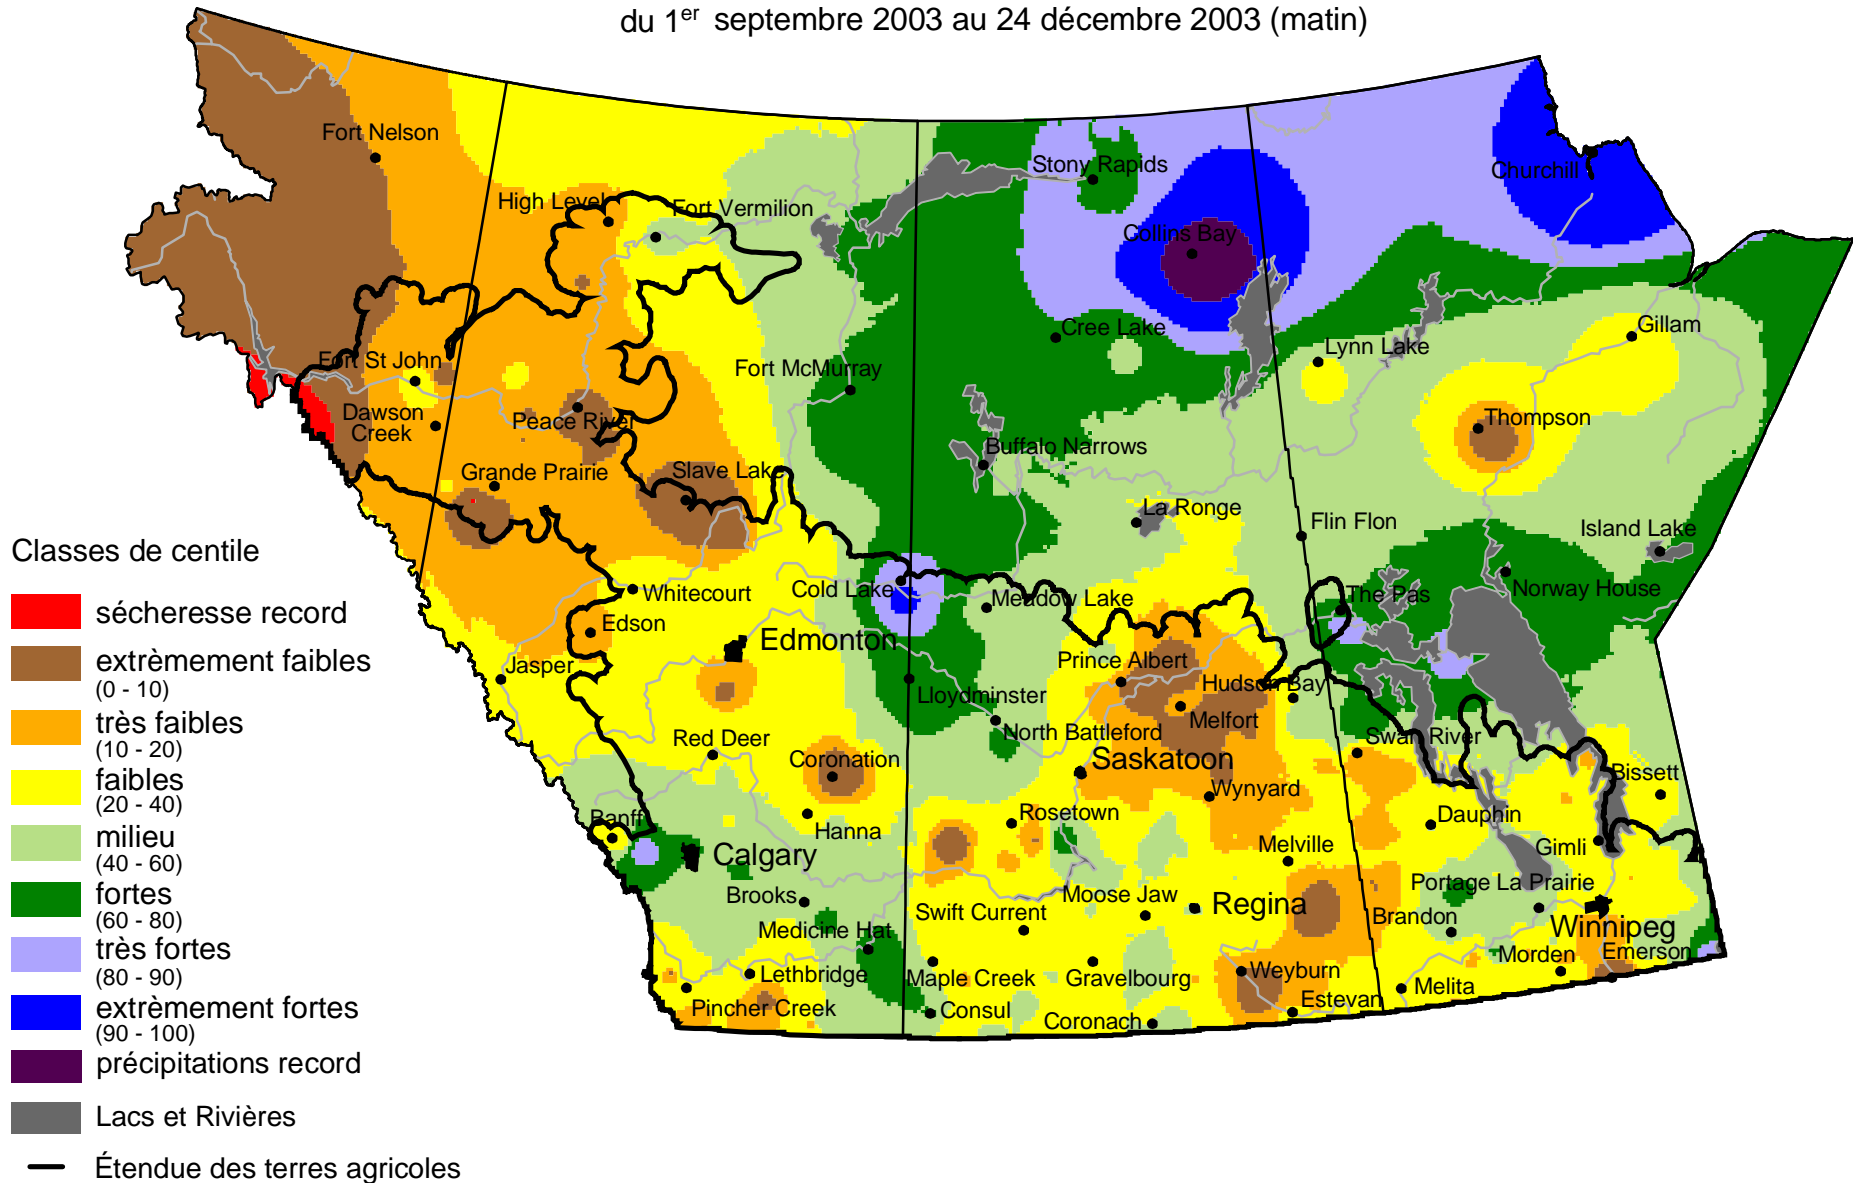 du 1er septembre 2003 au 24 décembre 2003 (matin)
Fort Nelson
Stony Rapids
Churchill
High Level
Fort Vermilion
Collins Bay
Cree Lake
Gillam
Lynn Lake
Fort St John
Fort McMurray
Dawson
Creek
Peace River
Thompson
Buffalo Narrows
Grande Prairie
Slave Lake
La Ronge
Flin Flon
Island Lake
Classes de centile
Cold Lake
Whitecourt
Meadow Lake
The Pas
Norway House
sécheresse record
Edson
Edmonton
extrèmement faibles
(0 - 10)
Jasper
Prince Albert
Hudson Bay
Lloydminster
Melfort
très faibles
(10 - 20)
North Battleford
Red Deer
Swan River
Coronation
Saskatoon
Bissett
faibles
(20 - 40)
Wynyard
Rosetown
Dauphin
Banff
Hanna
milieu
(40 - 60)
Melville
Gimli
Calgary
Portage La Prairie
fortes
(60 - 80)
Brooks
Moose Jaw
Regina
Swift Current
Brandon
Winnipeg
Medicine Hat
très fortes
(80 - 90)
Lethbridge
Maple Creek
Gravelbourg
Weyburn
Morden
Emerson
Melita
Pincher Creek
Consul
Estevan
Coronach
extrèmement fortes
(90 - 100)
précipitations record
Lacs et Rivières
Étendue des terres agricoles